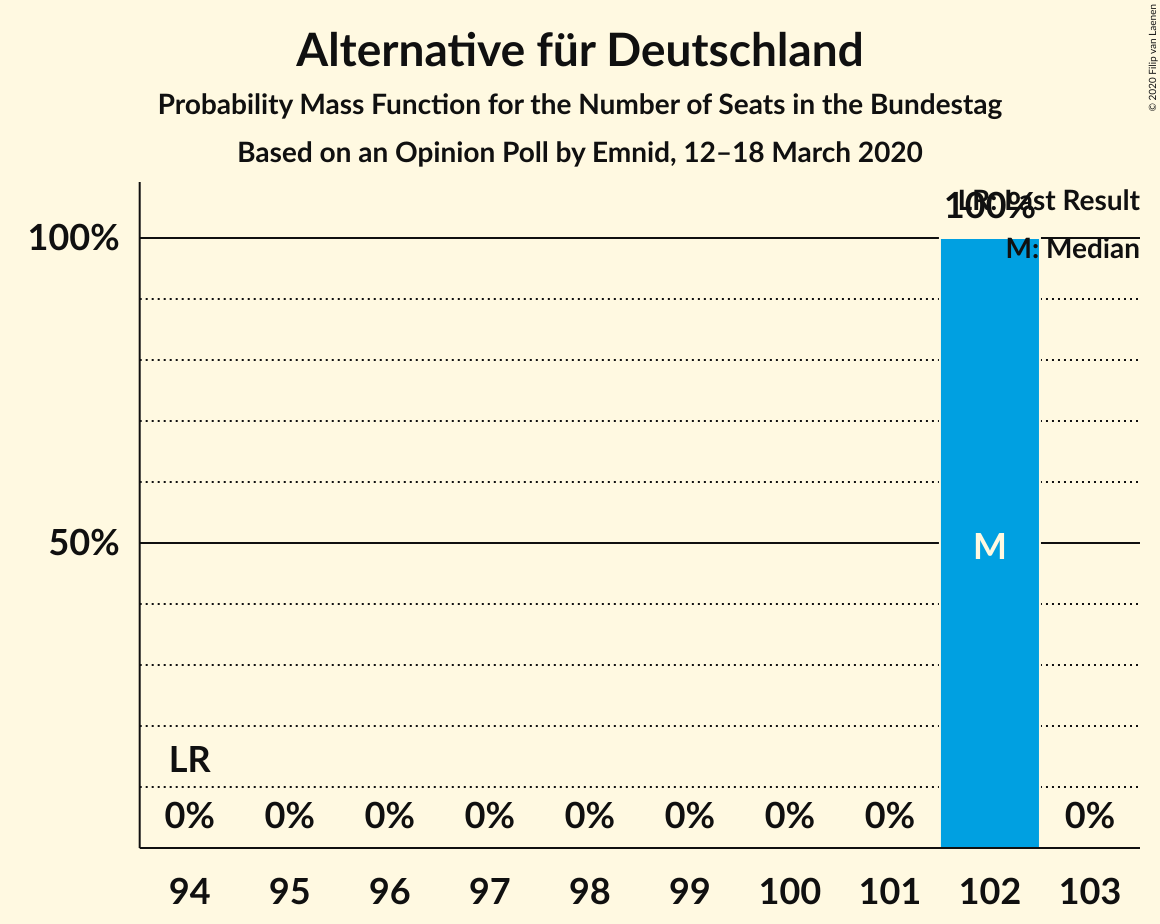 Alternative für Deutschland
Probability Mass Function for the Number of Seats in the Bundestag
Based on an Opinion Poll by Emnid, 12–18 March 2020
© 2020 Filip van Laenen
100%
LR: Last Result
100%
M: Median
50%
M
LR
0% 0% 0% 0% 0% 0% 0% 0% 0%
94 95 96 97 98 99 100 101 102 103